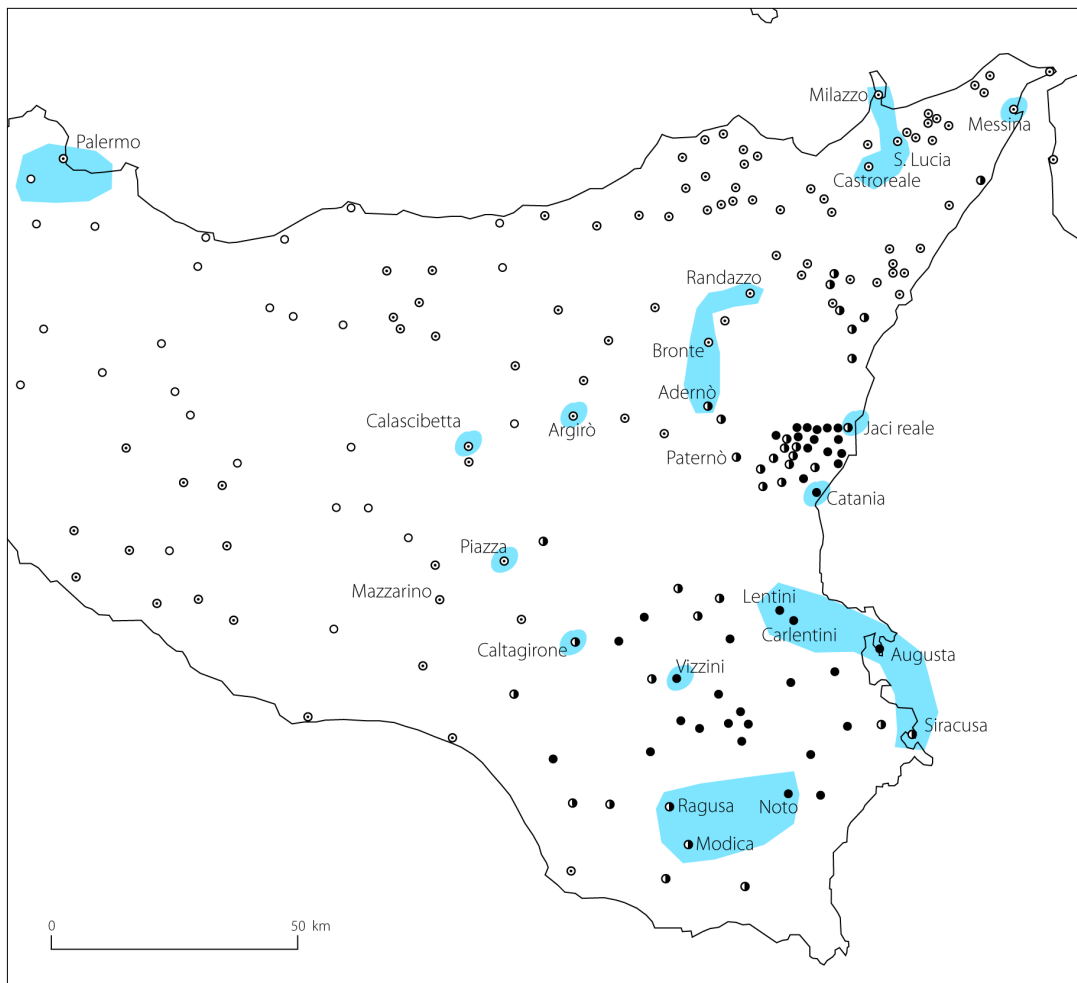 Milazzo
Palermo
Messina
S. Lucia
Castroreale
Randazzo
Bronte
Adernò
Calascibetta
Argirò
Jaci reale
Paternò
Catania
Piazza
Mazzarino
Lentini
Carlentini
Caltagirone
Augusta
Vizzini
Siracusa
Ragusa
Noto
Modica
0 50 km